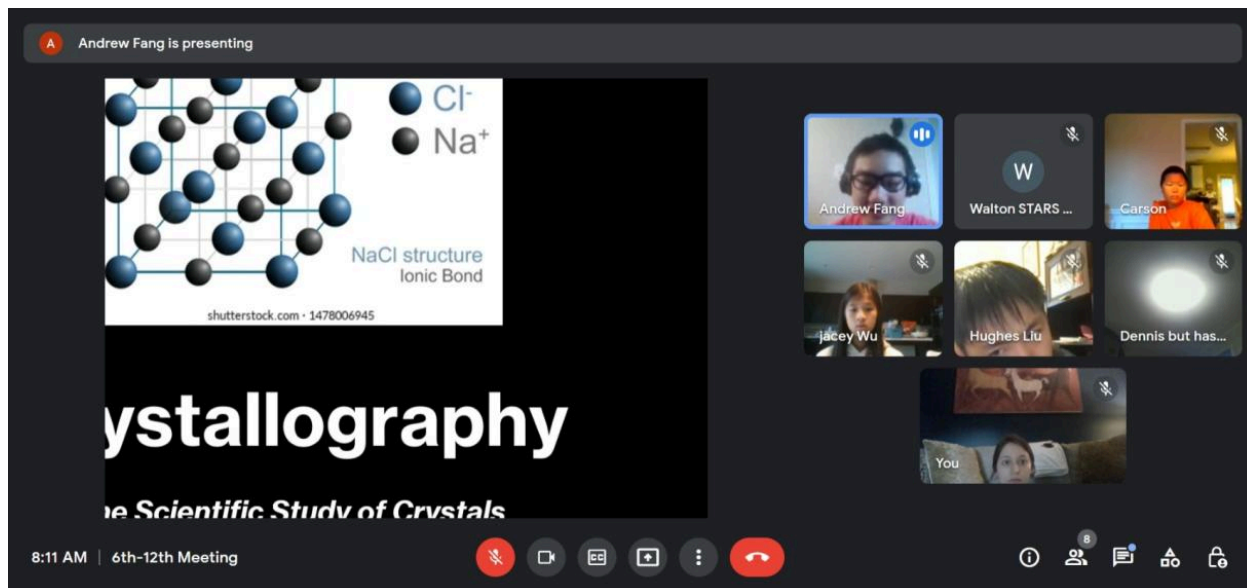 A Andrew Fang is presenting
Cl-
Na+
NaCl structure
Ionic Bond
shutterstock.com · 1478006945
ystallography
he Scientific Study of Crystals
Andrew Fang
W
Walton STARS ...
Carson
jacey Wu
Hughes Liu
Dennis but has...
You
8:11 AM | 6th-12th Meeting
CC
8